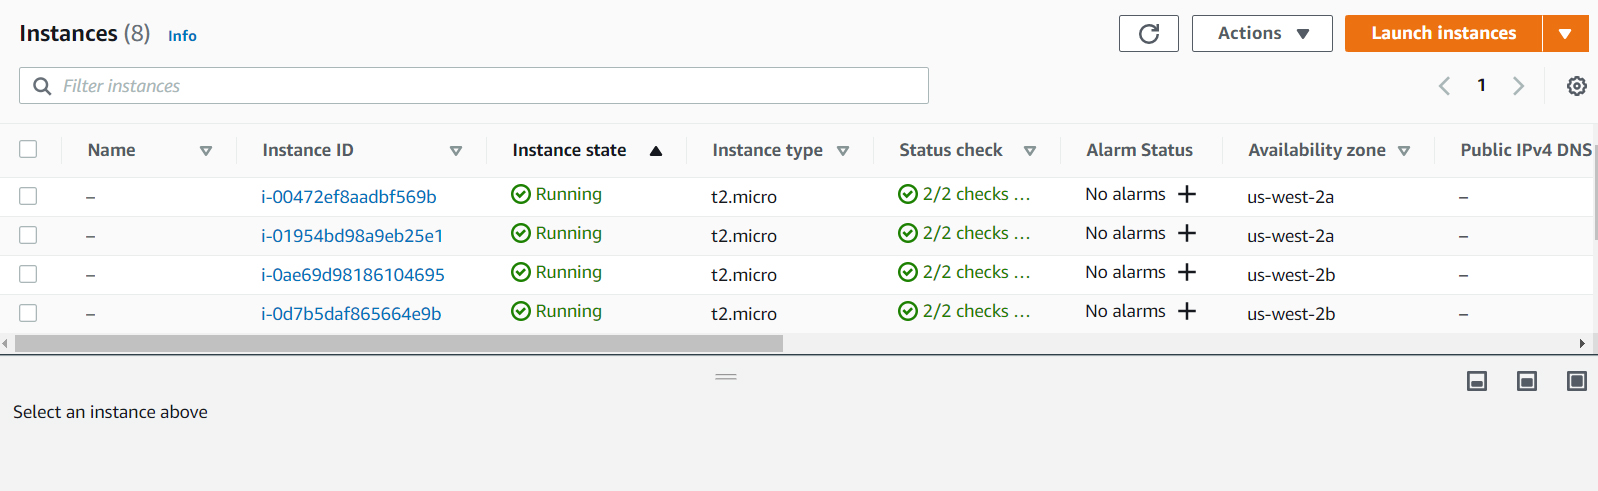 Instances (8) Info
Actions
Launch instances
Filter instances
1
Name Instance ID Instance state Instance type Status check Alarm Status Availability zone Public IPv4 DNS
– i-00472ef8aadbf569b Running t2.micro 2/2 checks ... No alarms + us-west-2a –
– i-01954bd98a9eb25e1 Running t2.micro 2/2 checks ... No alarms + us-west-2a –
– i-0ae69d98186104695 Running t2.micro 2/2 checks ... No alarms + us-west-2b –
– i-0d7b5daf865664e9b Running t2.micro 2/2 checks ... No alarms + us-west-2b –
Select an instance above